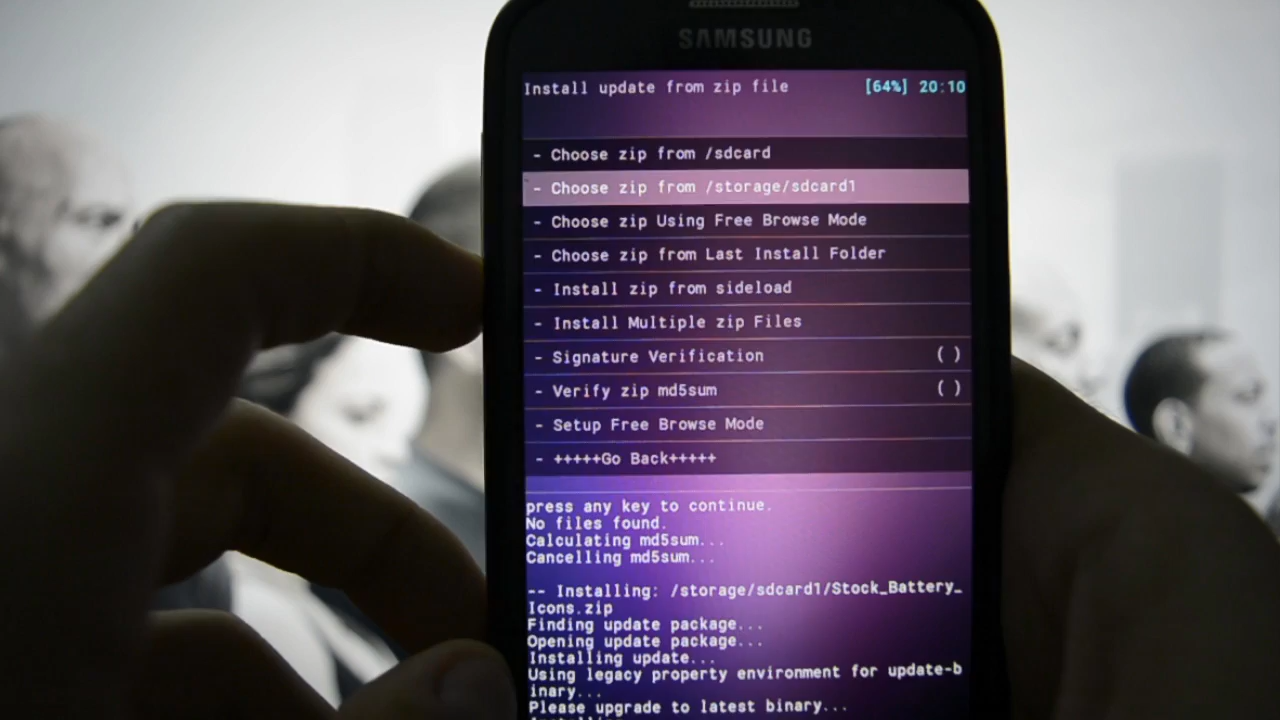 SAMSUNG
Install update from zip file [64%] 20:10
- Choose zip from /sdcard
- Choose zip from /storage/sdcard1
- Choose zip Using Free Browse Mode
- Choose zip from Last Install Folder
- Install zip from sideload
- Install Multiple zip Files
- Signature Verification ( )
- Verify zip md5sum ( )
- Setup Free Browse Mode
- +++++Go Back+++++
press any key to continue.
No files found.
Calculating md5sum...
Cancelling md5sum...
-- Installing: /storage/sdcard1/Stock_Battery_
Icons.zip
Finding update package...
Opening update package...
Installing update...
Using legacy property environment for update-b
inary...
Please upgrade to latest binary...